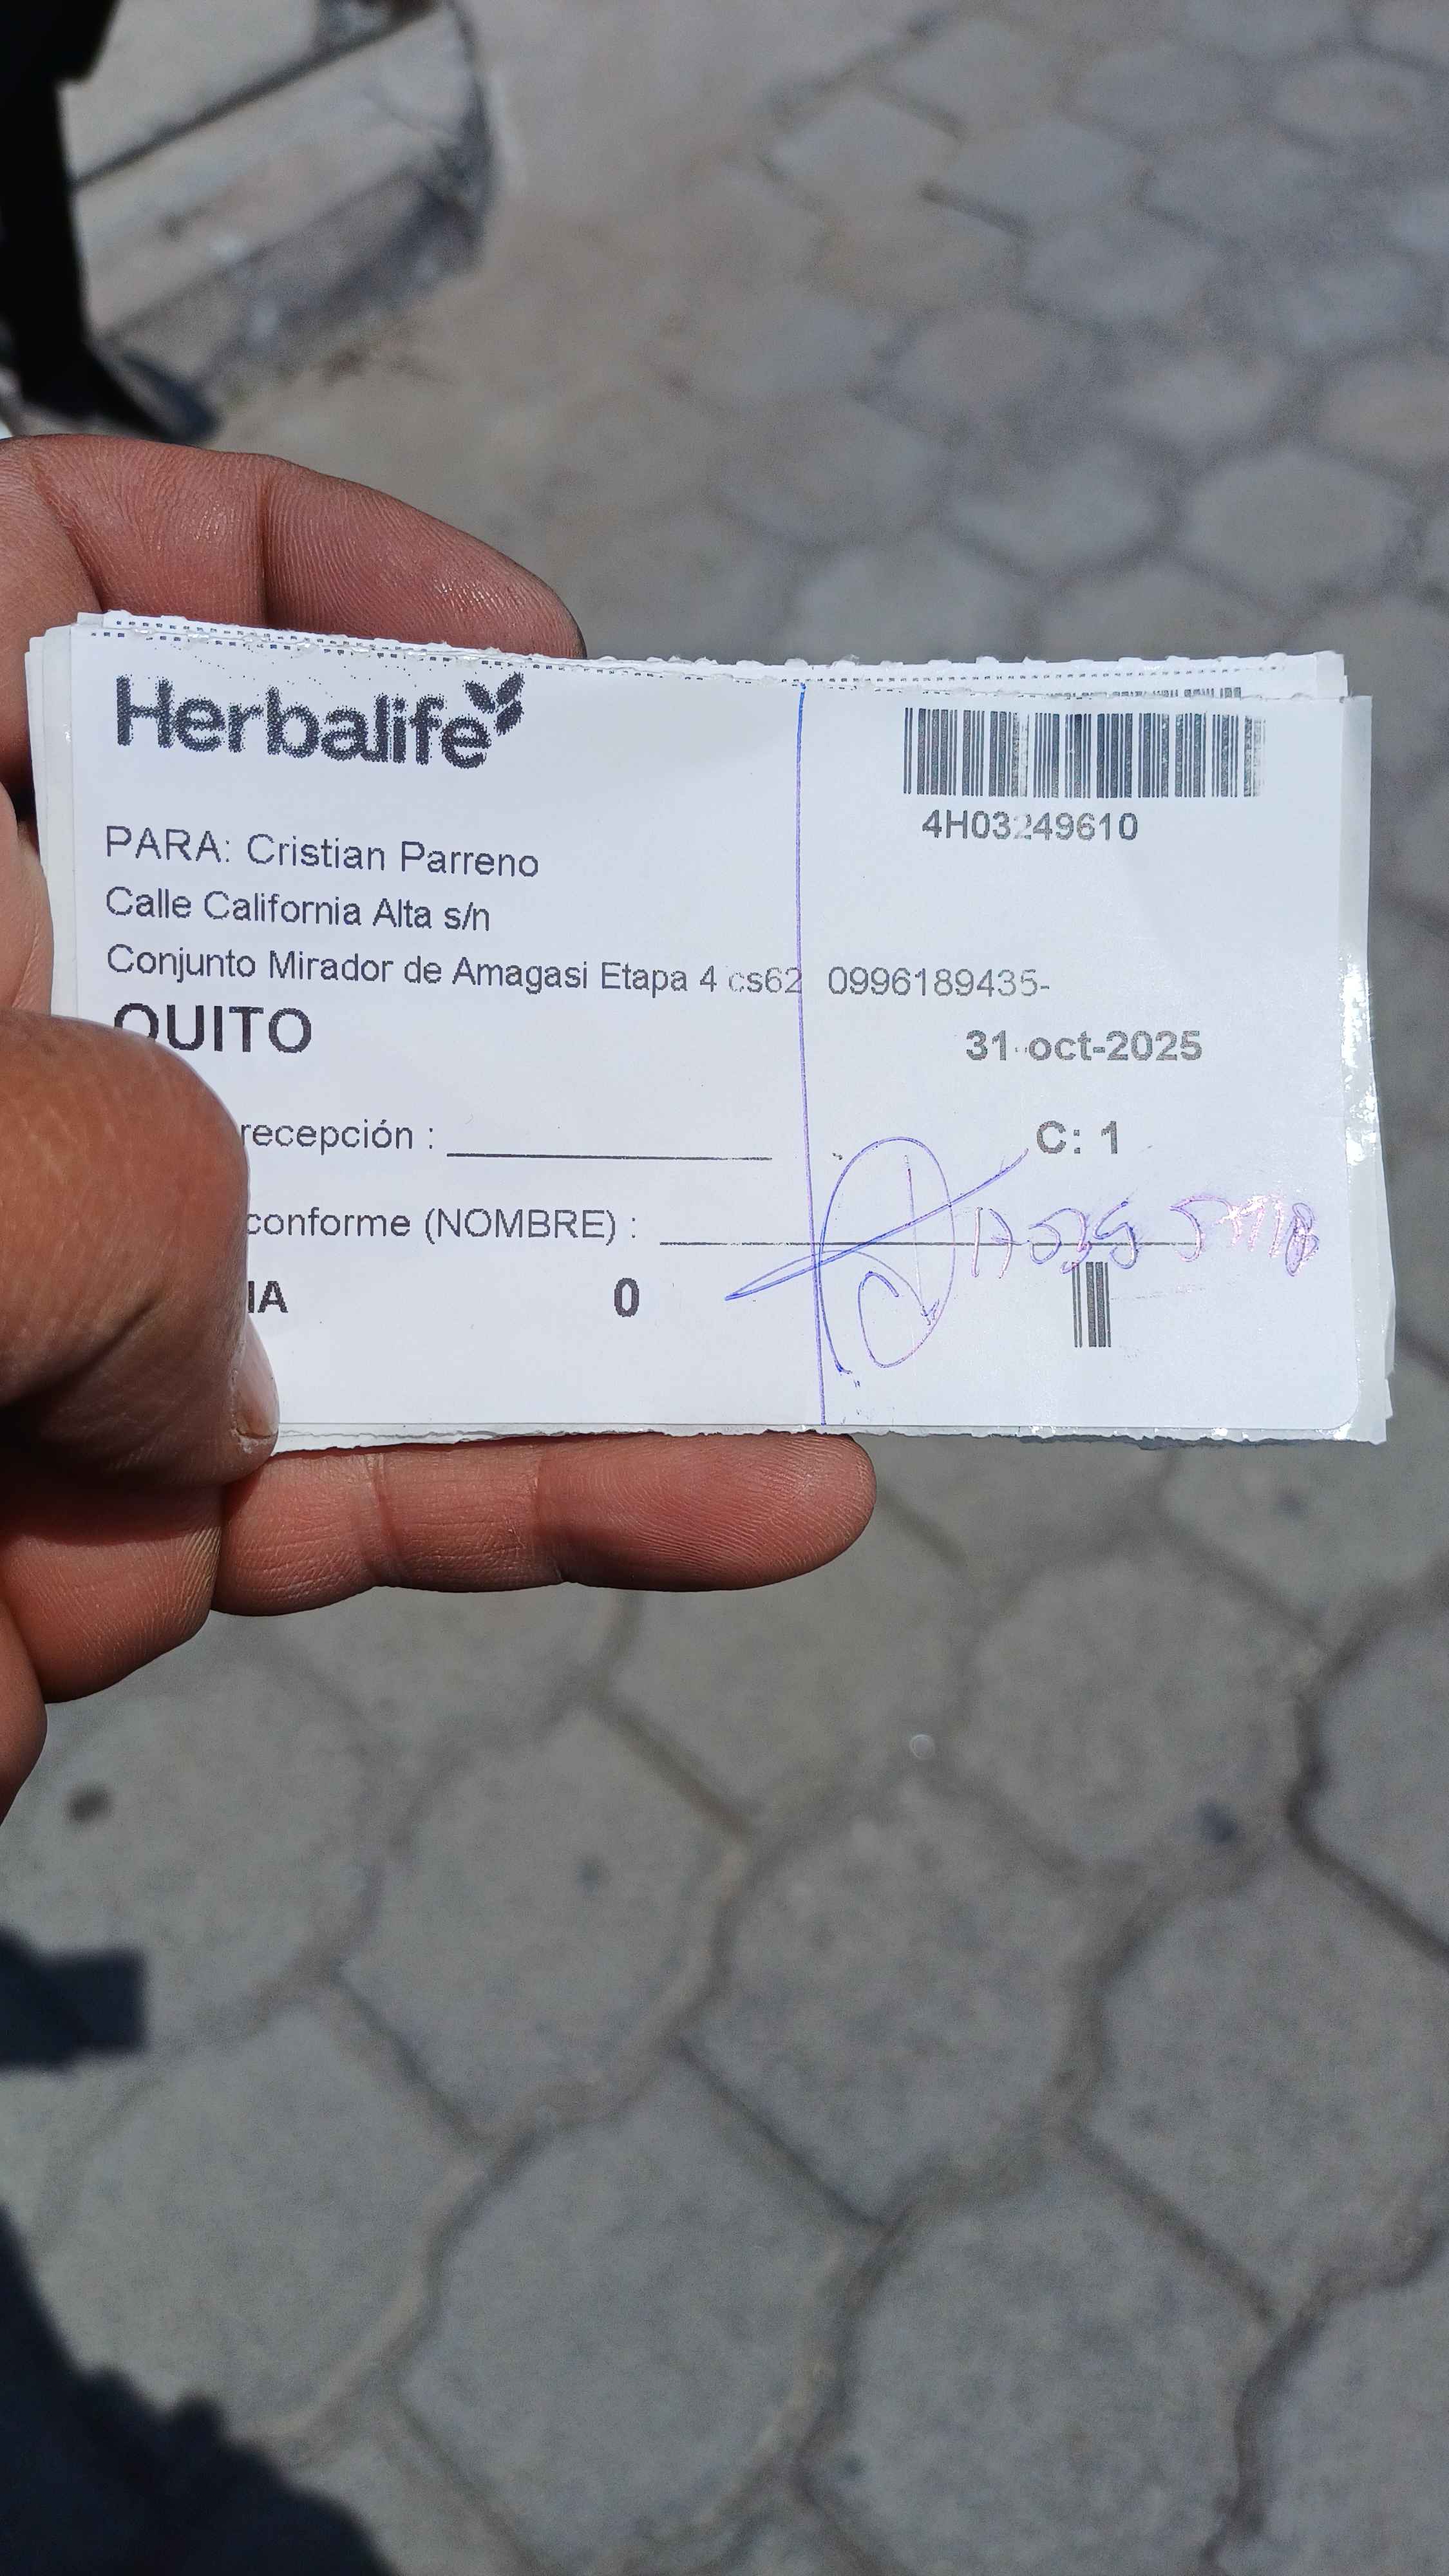 Herbalife
4H03249610
PARA: Cristian Parreno
Calle California Alta s/n
Conjunto Mirador de Amagasi Etapa 4 cs62 0996189435-
QUITO
31-oct-2025
recepción :
C: 1
conforme (NOMBRE) :
IA 0